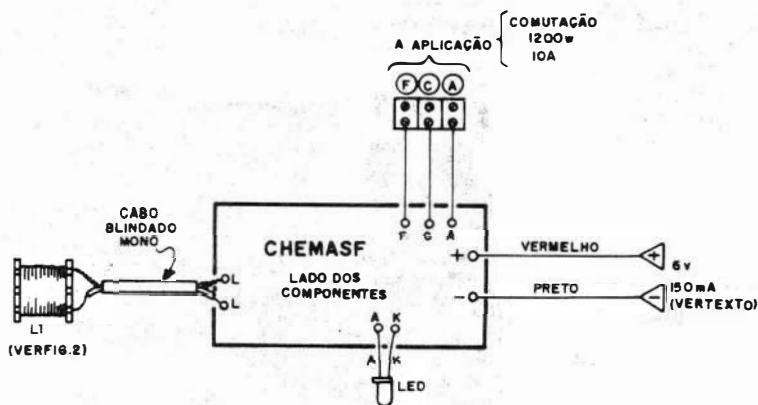 COMUTAÇÃO
1200w
10A
A APLICAÇÃO
F C A
CABO
BLINDADO
MONO
CHEMASF
LADO DOS
COMPONENTES
F C A
L
L
L1
(VERFIG.2)
+ VERMELHO +
6v
- PRETO -
150mA
(VERTEXTO)
A K
A K
LED